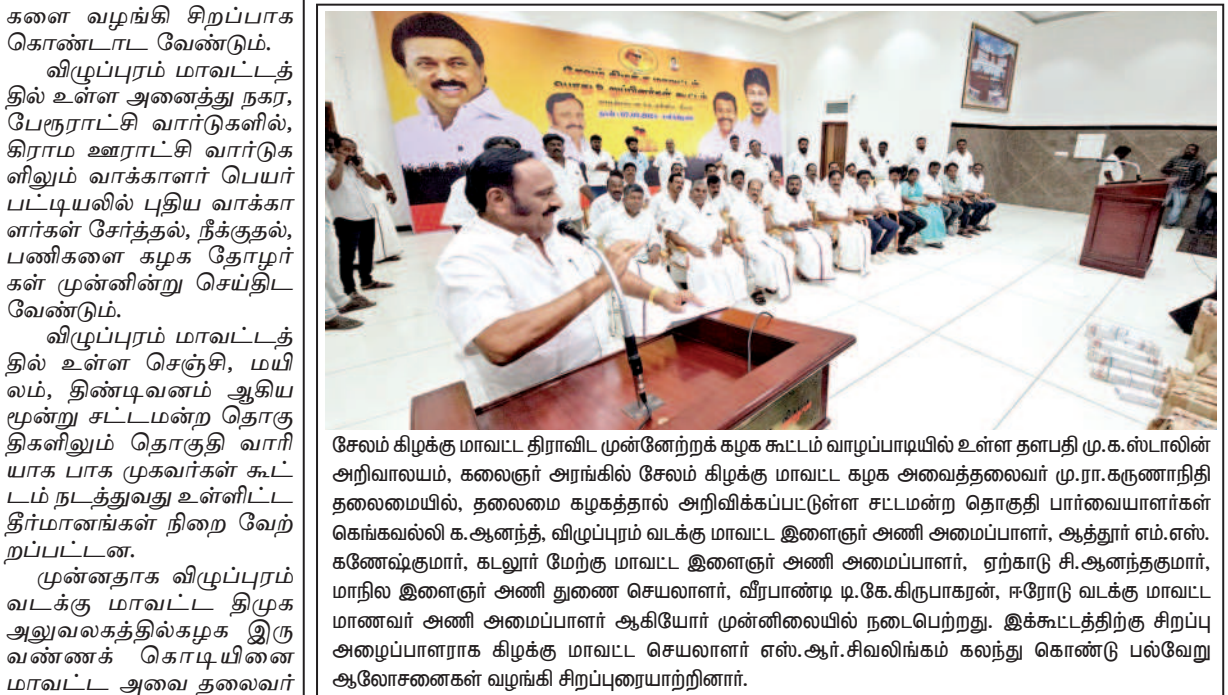 களை வழங்கி சிறப்பாக
கொண்டாட வேண்டும்.
விழுப்புரம் மாவட்டத்
தில் உள்ள அனைத்து நகர,
பேரூராட்சி வார்டுகளில்,
கிராம ஊராட்சி வார்டுக
ளிலும் வாக்காளர் பெயர்
பட்டியலில் புதிய வாக்கா
ளர்கள் சேர்த்தல், நீக்குதல்,
பணிகளை கழக தோழர்
கள் முன்னின்று செய்திட
வேண்டும்.
விழுப்புரம் மாவட்டத்
தில் உள்ள செஞ்சி, மயி
லம், திண்டிவனம் ஆகிய
மூன்று சட்டமன்ற தொகு
திகளிலும் தொகுதி வாரி
யாக பாக முகவர்கள் கூட்
டம் நடத்துவது உள்ளிட்ட
தீர்மானங்கள் நிறை வேற்
றப்பட்டன.
முன்னதாக விழுப்புரம்
வடக்கு மாவட்ட திமுக
அலுவலகத்தில்கழக இரு
வண்ணக் கொடியினை
மாவட்ட அவை தலைவர்
சேலம் கிழக்கு மாவட்டம்
பொது உறுப்பினர்கள் கூட்டம்
சேலம் கிழக்கு மாவட்ட திராவிட முன்னேற்றக் கழக கூட்டம் வாழப்பாடியில் உள்ள தளபதி மு.க.ஸ்டாலின்
அறிவாலயம், கலைஞர் அரங்கில் சேலம் கிழக்கு மாவட்ட கழக அவைத்தலைவர் மு.ரா.கருணாநிதி
தலைமையில், தலைமை கழகத்தால் அறிவிக்கப்பட்டுள்ள சட்டமன்ற தொகுதி பார்வையாளர்கள்
கெங்கவல்லி க.ஆனந்த், விழுப்புரம் வடக்கு மாவட்ட இளைஞர் அணி அமைப்பாளர், ஆத்தூர் எம்.எஸ்.
கணேஷ்குமார், கடலூர் மேற்கு மாவட்ட இளைஞர் அணி அமைப்பாளர், ஏற்காடு சி.ஆனந்தகுமார்,
மாநில இளைஞர் அணி துணை செயலாளர், வீரபாண்டி டி.கே.கிருபாகரன், ஈரோடு வடக்கு மாவட்ட
மாணவர் அணி அமைப்பாளர் ஆகியோர் முன்னிலையில் நடைபெற்றது. இக்கூட்டத்திற்கு சிறப்பு
அழைப்பாளராக கிழக்கு மாவட்ட செயலாளர் எஸ்.ஆர்.சிவலிங்கம் கலந்து கொண்டு பல்வேறு
ஆலோசனைகள் வழங்கி சிறப்புரையாற்றினார்.